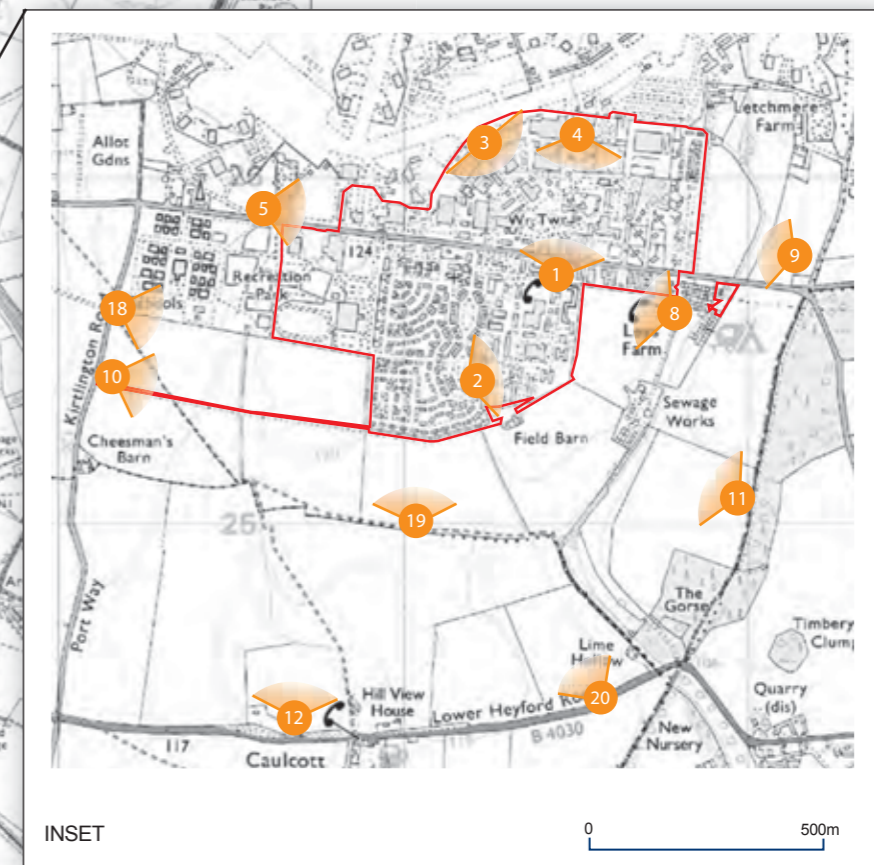 Letchmere
Farm
Allot
Gdns
3
4
5
Wr Twr
124
9
1
Recreation
Park
18
8
Farm
Kirtlington Road
10
2
Sewage
Works
Cheesman's
Barn
Field Barn
11
19
25
The
Gorse
Port Way
Timbery
Clump
Lime
Hollow
20
Hill View
House
Quarry
(dis)
12
Lower Heyford
B 4030
New
Nursery
117
Caulcott
INSET
0
500m